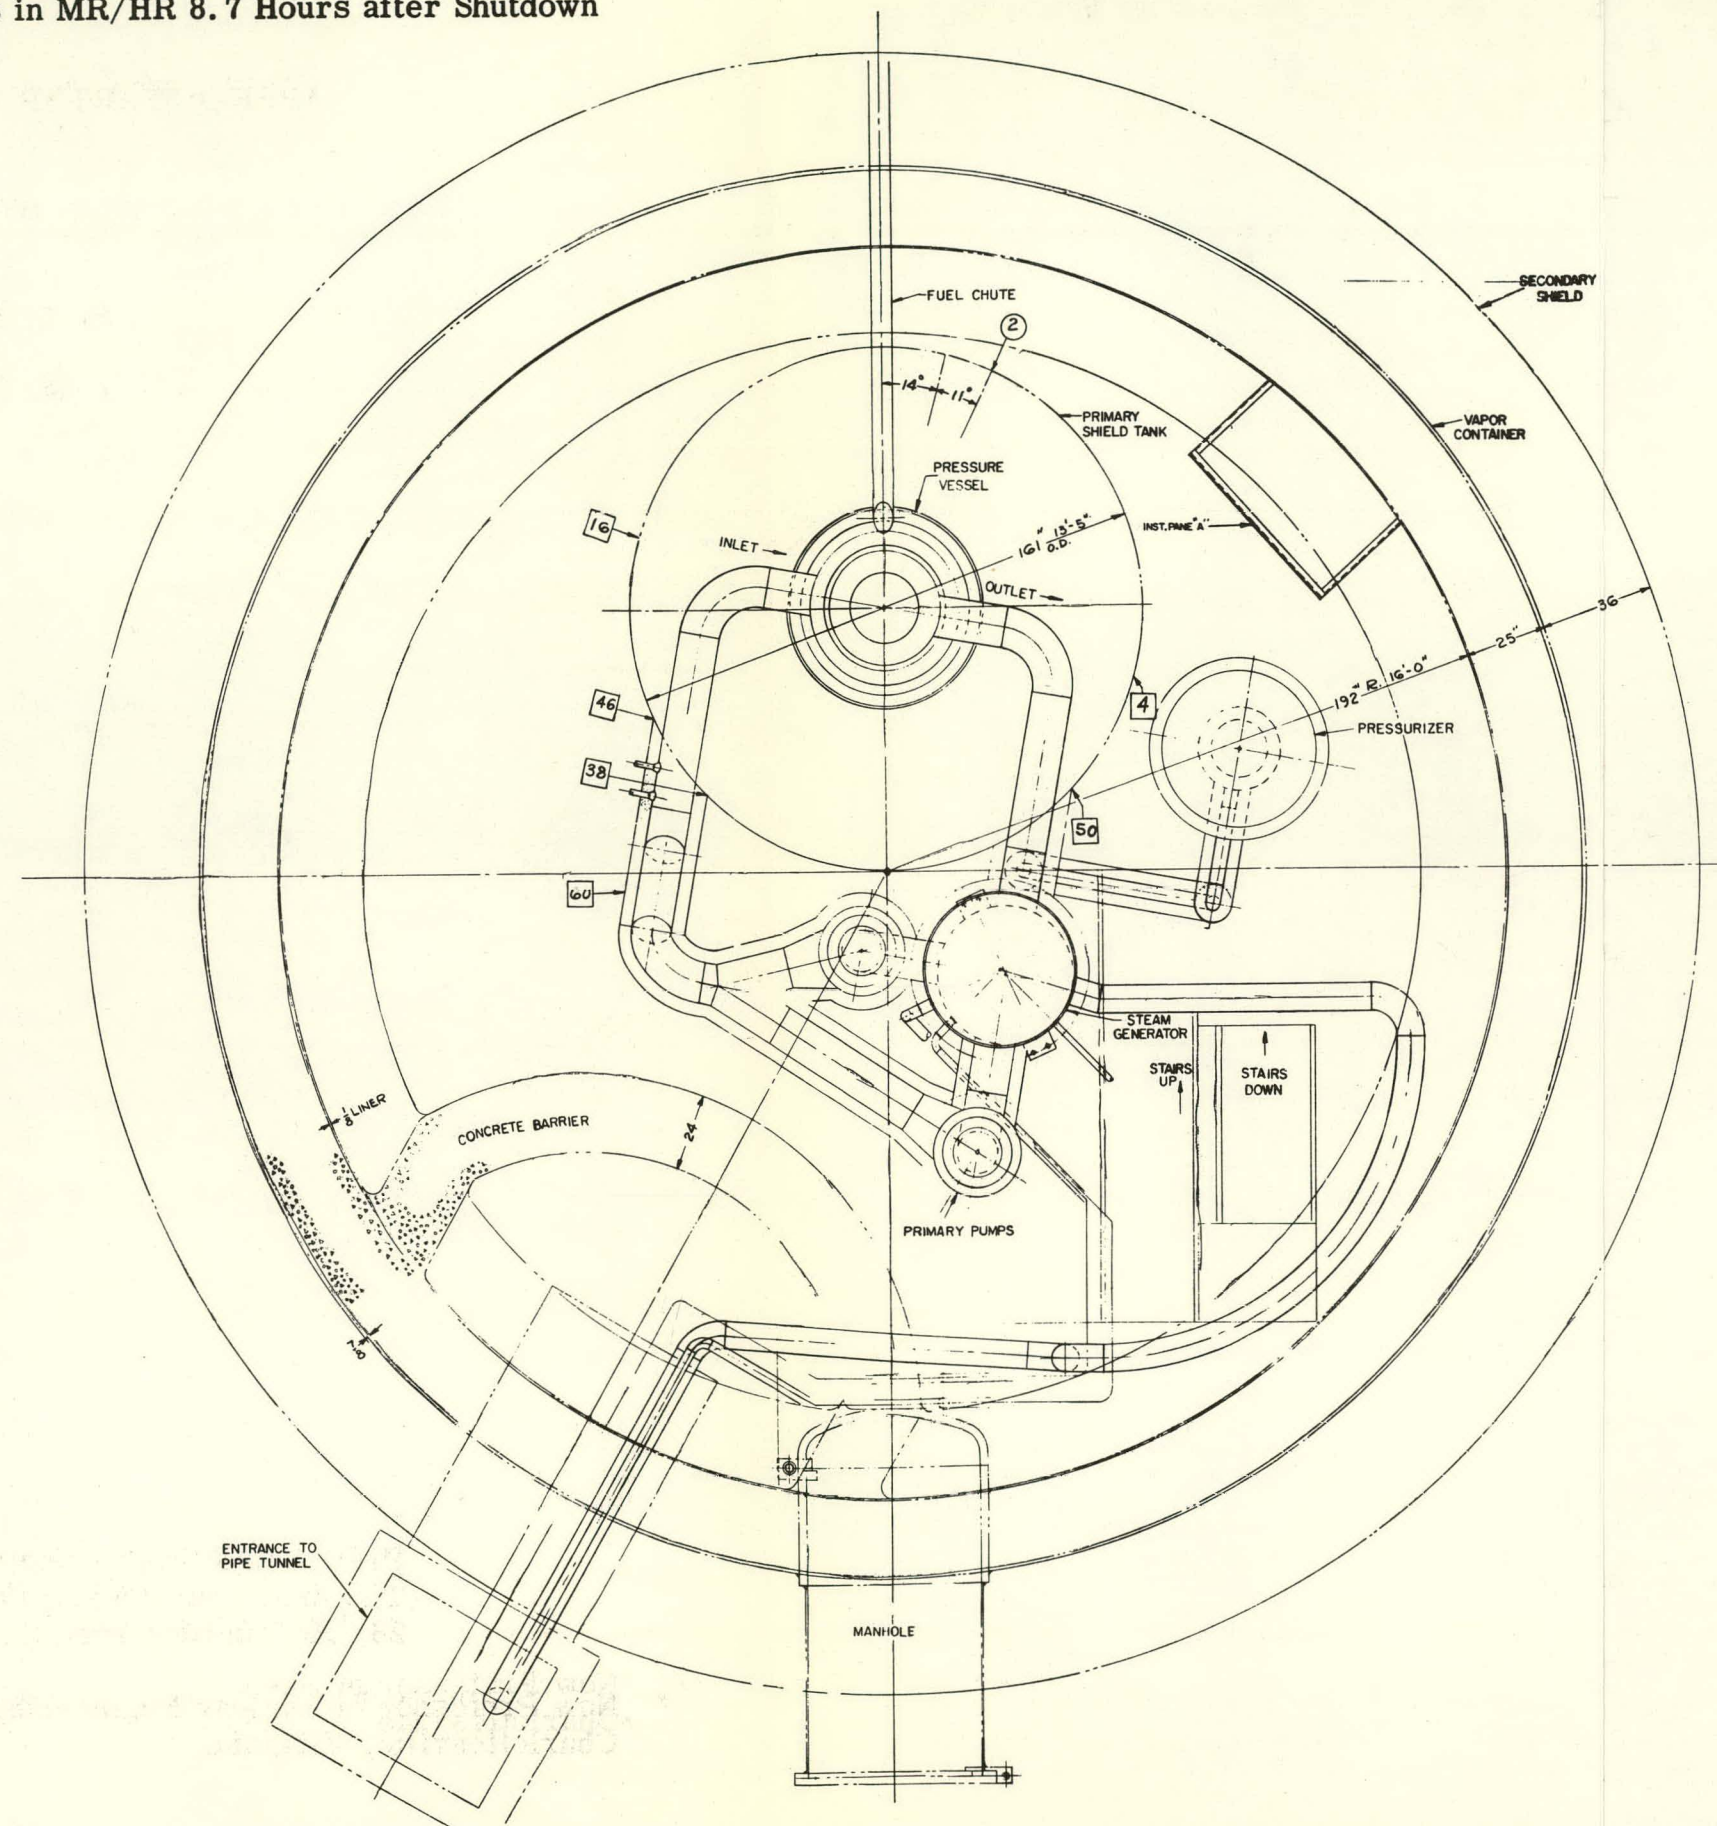 in MR/HR 8.7 Hours after Shutdown
SECONDARY
SHIELD
FUEL CHUTE
2
14°
11°
PRIMARY
SHIELD TANK
VAPOR
CONTAINER
PRESSURE
VESSEL
16
INLET
161" 13'-5"
O.D.
INST. PANE"A"
OUTLET
36
25"
192" R. 16'-0"
46
4
PRESSURIZER
38
50
60
STEAM
GENERATOR
STAIRS
UP
STAIRS
DOWN
1/8 LINER
CONCRETE BARRIER
24
PRIMARY PUMPS
7/8
ENTRANCE TO
PIPE TUNNEL
MANHOLE